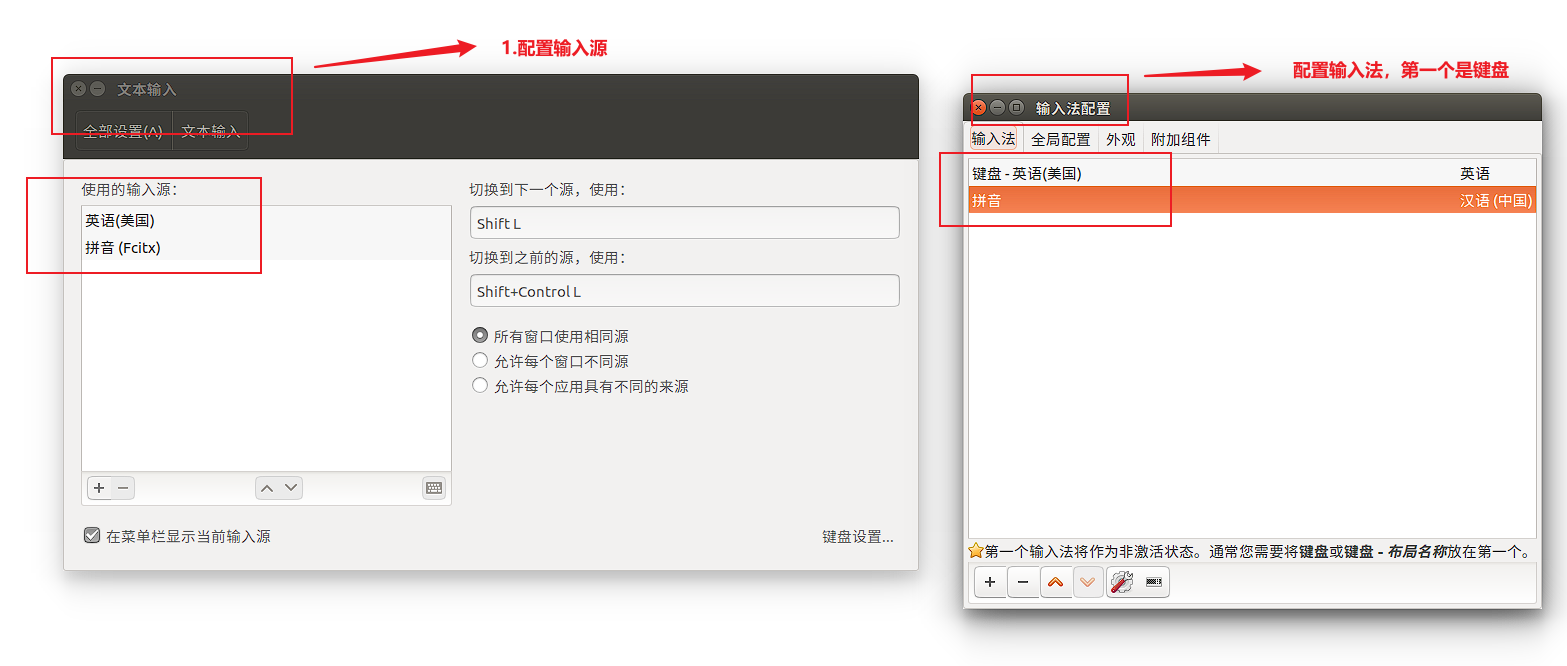 1.配置输入源
文本输入
全部设置(A) 文本输入
使用的输入源：
英语(美国)
拼音 (Fcitx)
切换到下一个源，使用：
Shift L
切换到之前的源，使用：
Shift+Control L
所有窗口使用相同源
允许每个窗口不同源
允许每个应用具有不同的来源
在菜单栏显示当前输入源
键盘设置...
配置输入法，第一个是键盘
输入法配置
输入法 全局配置 外观 附加组件
键盘 - 英语(美国) 英语
拼音 汉语 (中国)
第一个输入法将作为非激活状态。通常您需要将键盘或键盘 - 布局名称放在第一个。